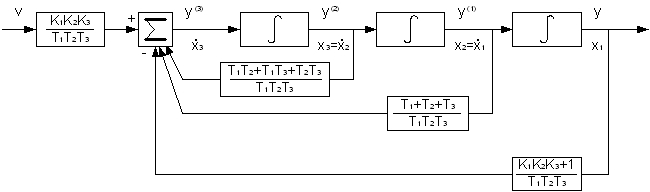 v
K₁K₂K₃
T₁T₂T₃
+
Σ
-
y⁽³⁾
ẋ₃
∫
y⁽²⁾
x₃=ẋ₂
∫
y⁽¹⁾
x₂=ẋ₁
∫
y
x₁
T₁T₂+T₁T₃+T₂T₃
T₁T₂T₃
T₁+T₂+T₃
T₁T₂T₃
K₁K₂K₃+1
T₁T₂T₃